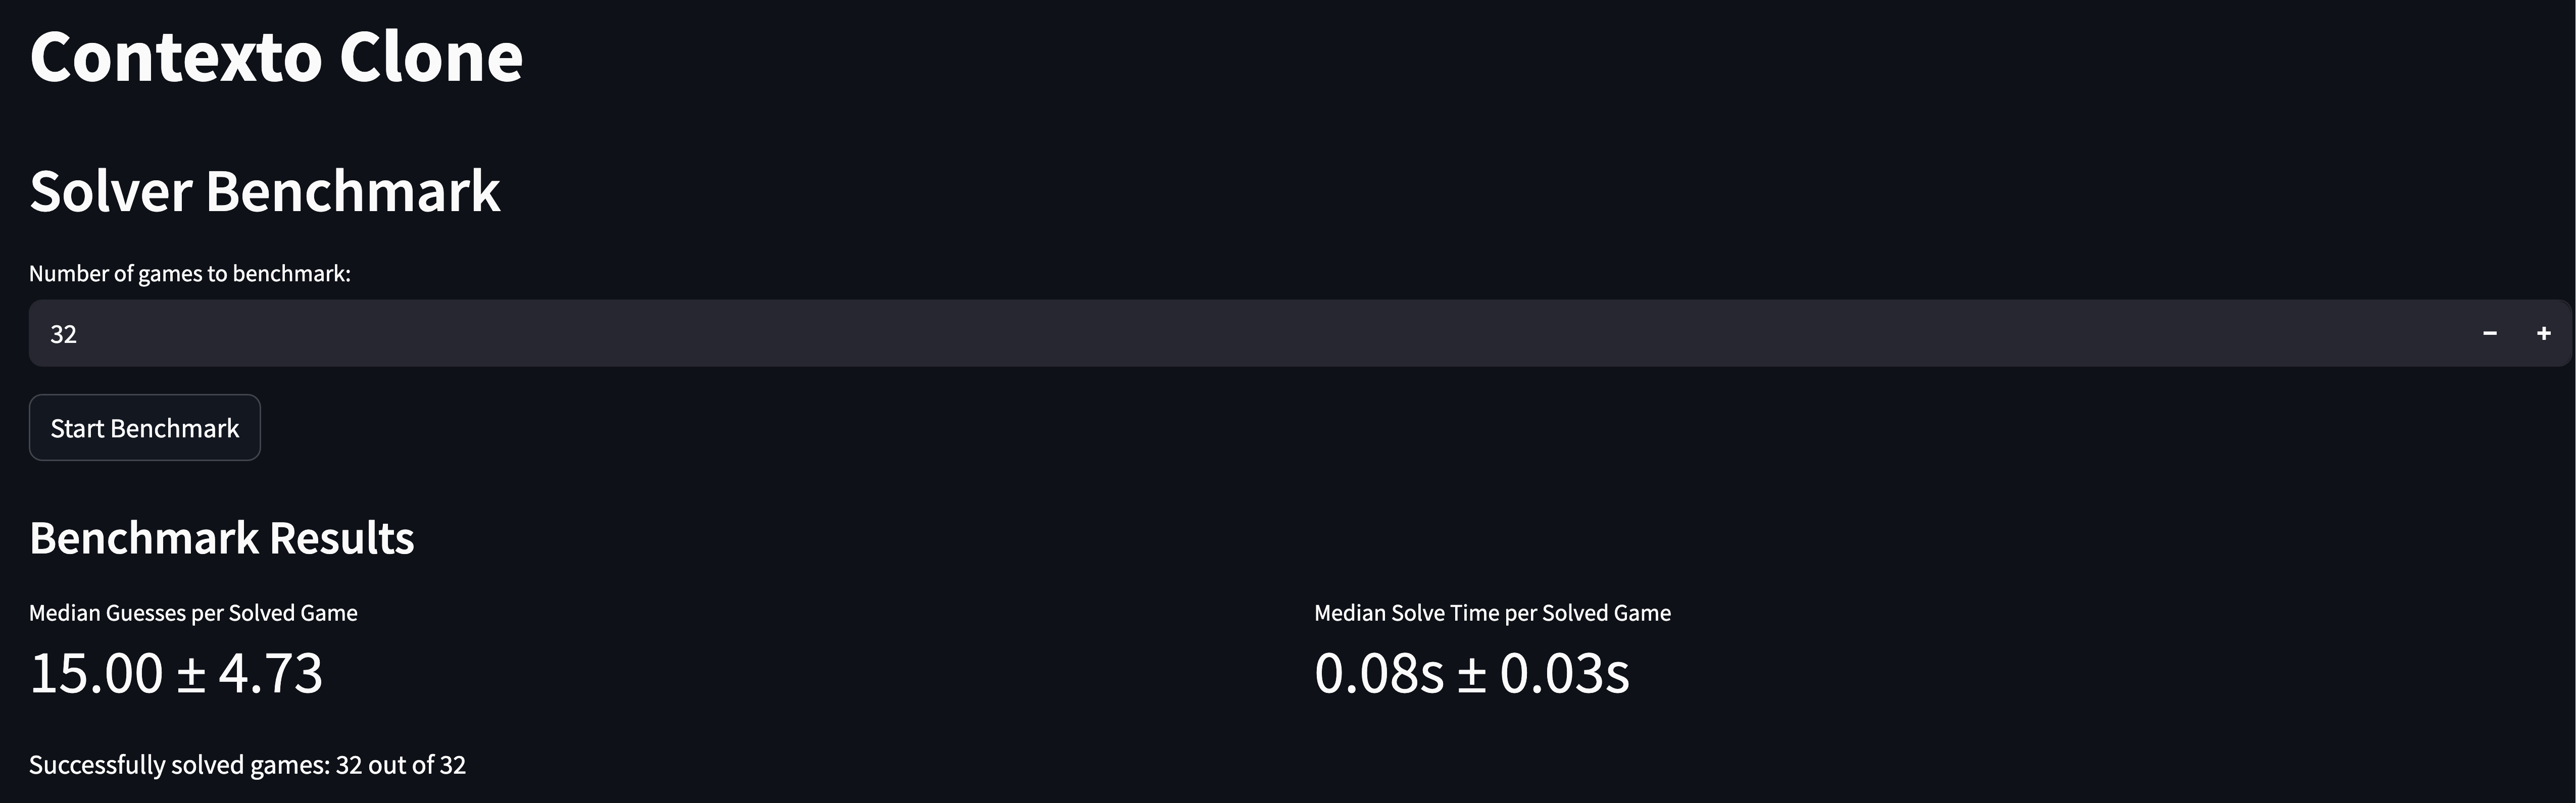 Contexto Clone
Solver Benchmark
Number of games to benchmark:
32 − +
Start Benchmark
Benchmark Results
Median Guesses per Solved Game
15.00 ± 4.73
Median Solve Time per Solved Game
0.08s ± 0.03s
Successfully solved games: 32 out of 32